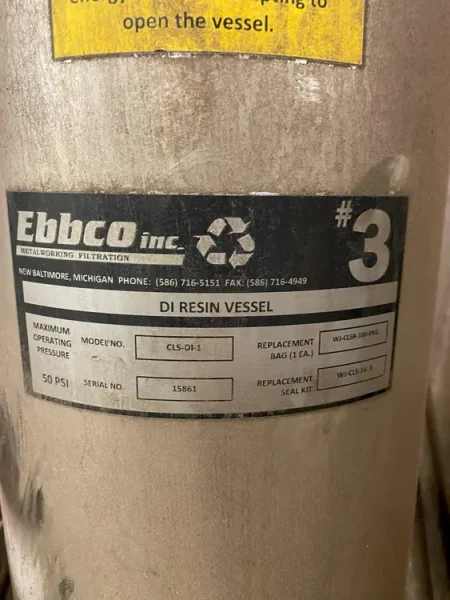 to
open the vessel.
Ebbco inc.
METALWORKING FILTRATION
#3
NEW BALTIMORE, MICHIGAN PHONE: (586) 716-5151 FAX: (586) 716-4949
DI RESIN VESSEL
MAXIMUM
OPERATING
PRESSURE
50 PSI
MODEL NO.
CLS-DI-1
SERIAL NO.
15861
REPLACEMENT
BAG (1 EA.)
REPLACEMENT
SEAL KIT